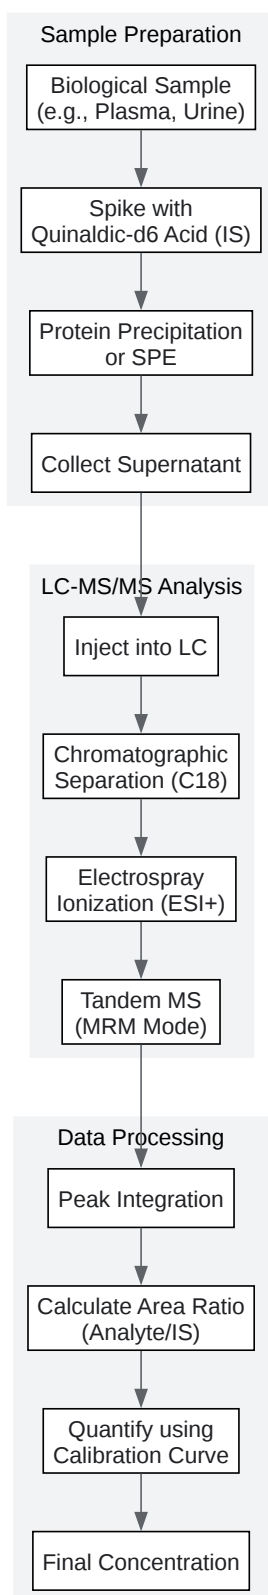 Sample Preparation
Biological Sample
(e.g., Plasma, Urine)
Spike with
Quinaldic-d6 Acid (IS)
Protein Precipitation
or SPE
Collect Supernatant
LC-MS/MS Analysis
Inject into LC
Chromatographic
Separation (C18)
Electrospray
Ionization (ESI+)
Tandem MS
(MRM Mode)
Data Processing
Peak Integration
Calculate Area Ratio
(Analyte/IS)
Quantify using
Calibration Curve
Final Concentration